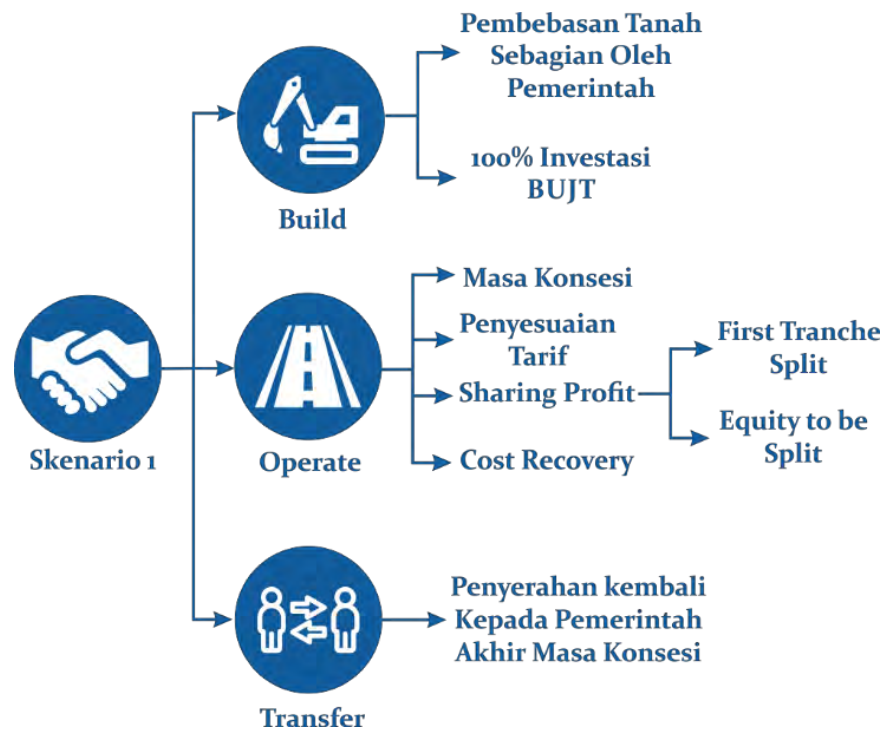 Pembebasan Tanah
Sebagian Oleh
Pemerintah
100% Investasi
BUJT
Build
Masa Konsesi
Penyesuaian
Tarif
Sharing Profit
Cost Recovery
First Tranche
Split
Equity to be
Split
Skenario 1
Operate
Penyerahan kembali
Kepada Pemerintah
Akhir Masa Konsesi
Transfer